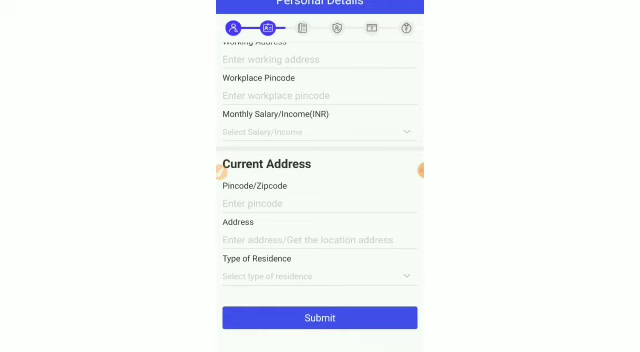 Personal Details
Working Address
Enter working address
Workplace Pincode
Enter workplace pincode
Monthly Salary/Income(INR)
Select Salary/Income
Current Address
Pincode/Zipcode
Enter pincode
Address
Enter address/Get the location address
Type of Residence
Select type of residence
Submit